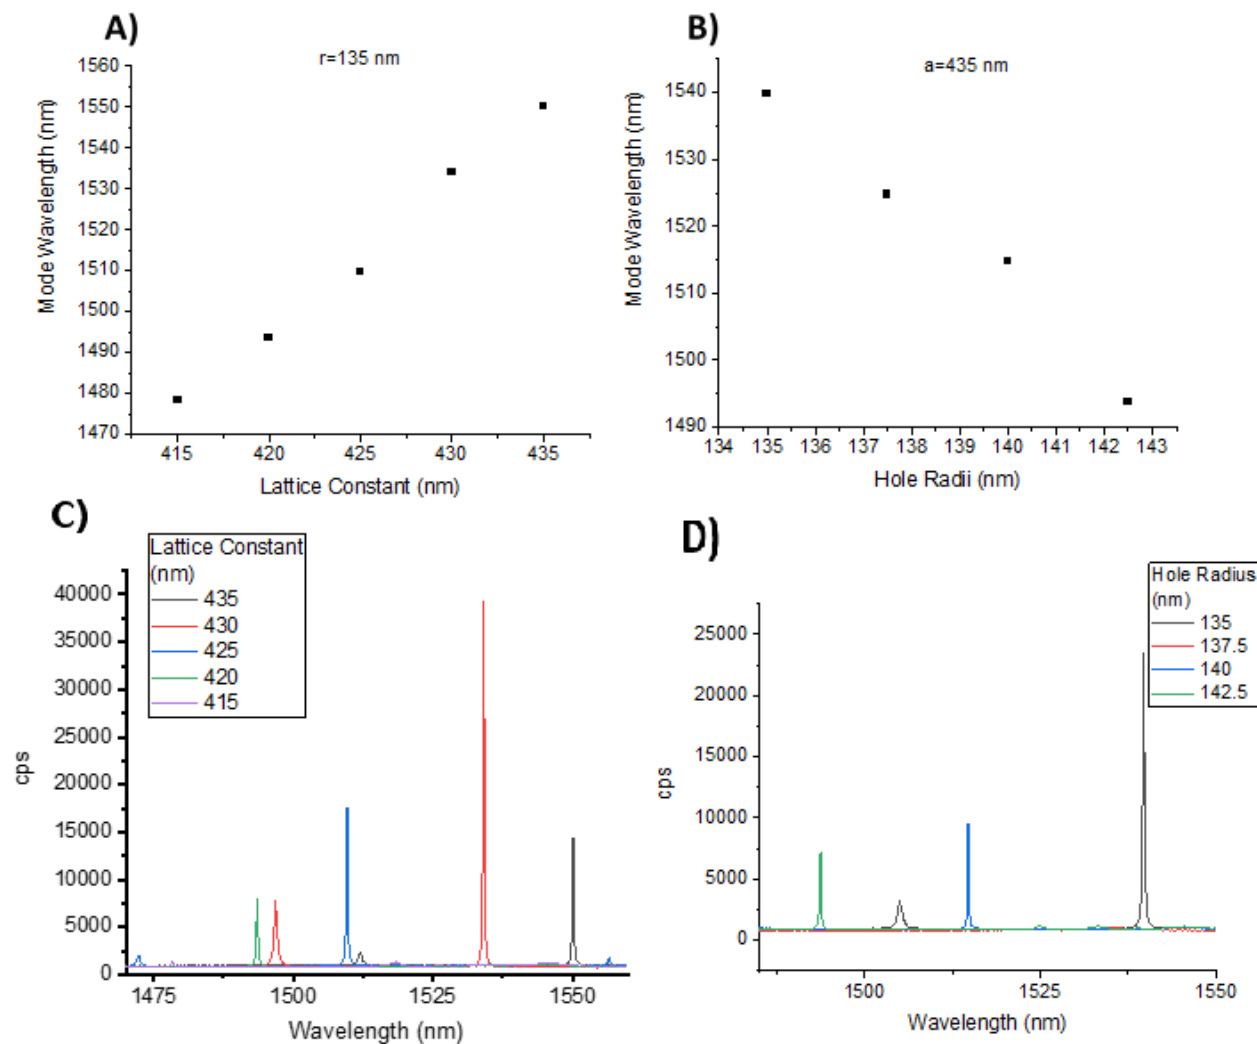 A)
r=135 nm
Mode Wavelength (nm)
1560
1550
1540
1530
1520
1510
1500
1490
1480
1470
415 420 425 430 435
Lattice Constant (nm)
B)
a=435 nm
Mode Wavelength (nm)
1540
1530
1520
1510
1500
1490
134 135 136 137 138 139 140 141 142 143
Hole Radii (nm)
C)
Lattice Constant
(nm)
435
430
425
420
415
cps
40000
35000
30000
25000
20000
15000
10000
5000
0
1475 1500 1525 1550
Wavelength (nm)
D)
Hole Radius
(nm)
135
137.5
140
142.5
cps
25000
20000
15000
10000
5000
0
1500 1525 1550
Wavelength (nm)